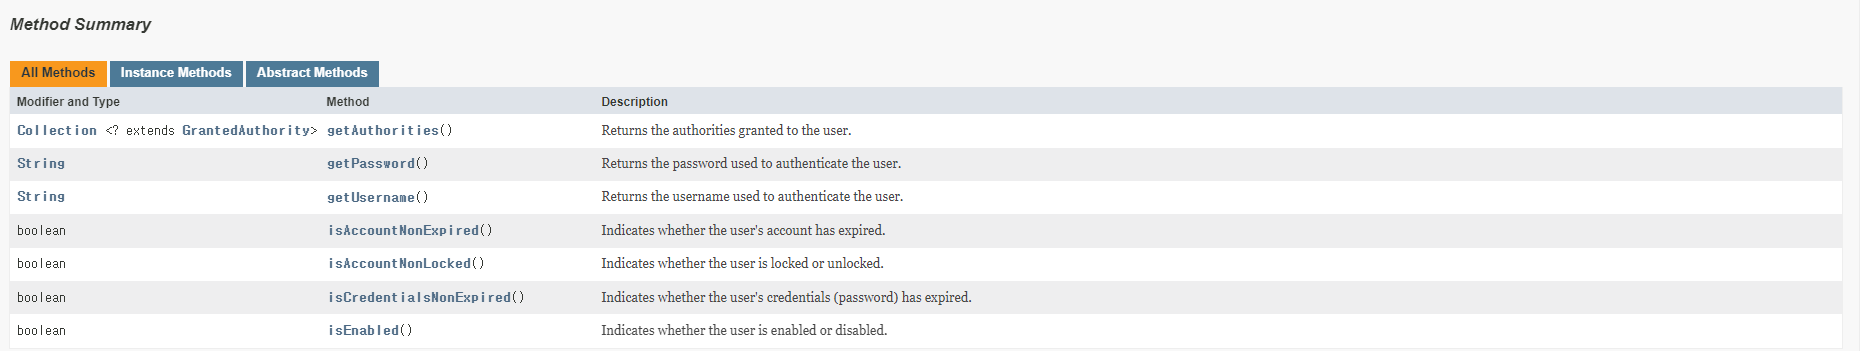 Method Summary
All Methods Instance Methods Abstract Methods
Modifier and Type Method Description
Collection <? extends GrantedAuthority> getAuthorities() Returns the authorities granted to the user.
String getPassword() Returns the password used to authenticate the user.
String getUsername() Returns the username used to authenticate the user.
boolean isAccountNonExpired() Indicates whether the user's account has expired.
boolean isAccountNonLocked() Indicates whether the user is locked or unlocked.
boolean isCredentialsNonExpired() Indicates whether the user's credentials (password) has expired.
boolean isEnabled() Indicates whether the user is enabled or disabled.